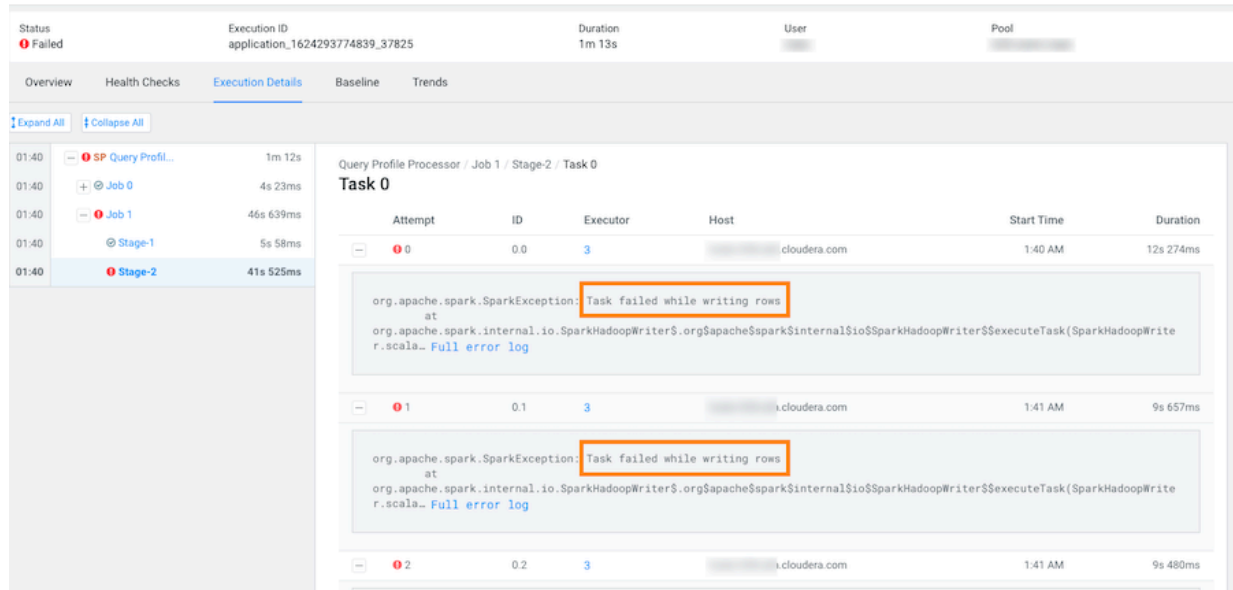 Status Execution ID Duration User Pool
Failed application_1624293774839_37825 1m 13s
Overview Health Checks Execution Details Baseline Trends
Expand All Collapse All
01:40 SP Query Profil... 1m 12s
01:40 Job 0 4s 23ms
01:40 Job 1 46s 639ms
01:40 Stage-1 5s 58ms
01:40 Stage-2 41s 525ms
Query Profile Processor / Job 1 / Stage-2 / Task 0
Task 0
Attempt ID Executor Host Start Time Duration
0 0.0 3 .cloudera.com 1:40 AM 12s 274ms
org.apache.spark.SparkException: Task failed while writing rows
at
org.apache.spark.internal.io.SparkHadoopWriter$.org$apache$spark$internal$io$SparkHadoopWriter$$executeTask(SparkHadoopWrite
r.scala… Full error log
1 0.1 3 .cloudera.com 1:41 AM 9s 657ms
org.apache.spark.SparkException: Task failed while writing rows
at
org.apache.spark.internal.io.SparkHadoopWriter$.org$apache$spark$internal$io$SparkHadoopWriter$$executeTask(SparkHadoopWrite
r.scala… Full error log
2 0.2 3 .cloudera.com 1:41 AM 9s 480ms